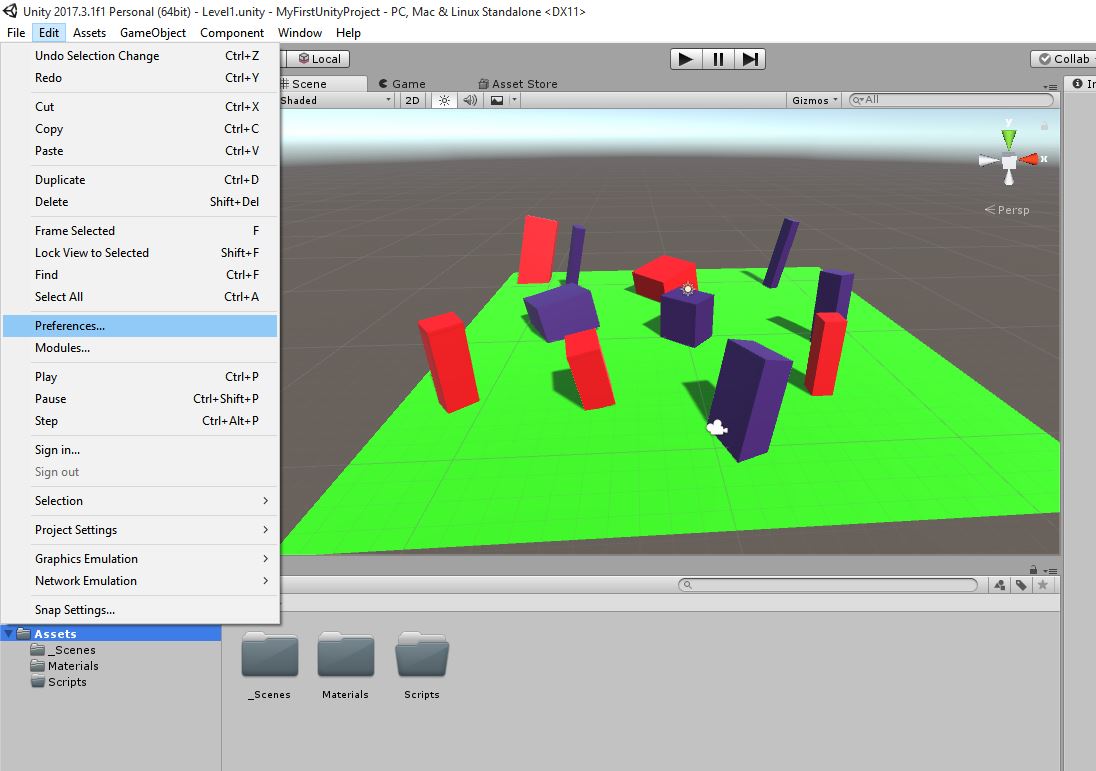 Unity 2017.3.1f1 Personal (64bit) - Level1.unity - MyFirstUnityProject - PC, Mac & Linux Standalone <DX11>
File Edit Assets GameObject Component Window Help
Undo Selection Change Ctrl+Z
Redo Ctrl+Y
Cut Ctrl+X
Copy Ctrl+C
Paste Ctrl+V
Duplicate Ctrl+D
Delete Shift+Del
Frame Selected F
Lock View to Selected Shift+F
Find Ctrl+F
Select All Ctrl+A
Preferences...
Modules...
Play Ctrl+P
Pause Ctrl+Shift+P
Step Ctrl+Alt+P
Sign in...
Sign out
Selection
Project Settings
Graphics Emulation
Network Emulation
Snap Settings...
Local
Collab
Scene Game Asset Store
Shaded 2D Gizmos All
y
x
Persp
Assets
_Scenes
Materials
Scripts
_Scenes Materials Scripts